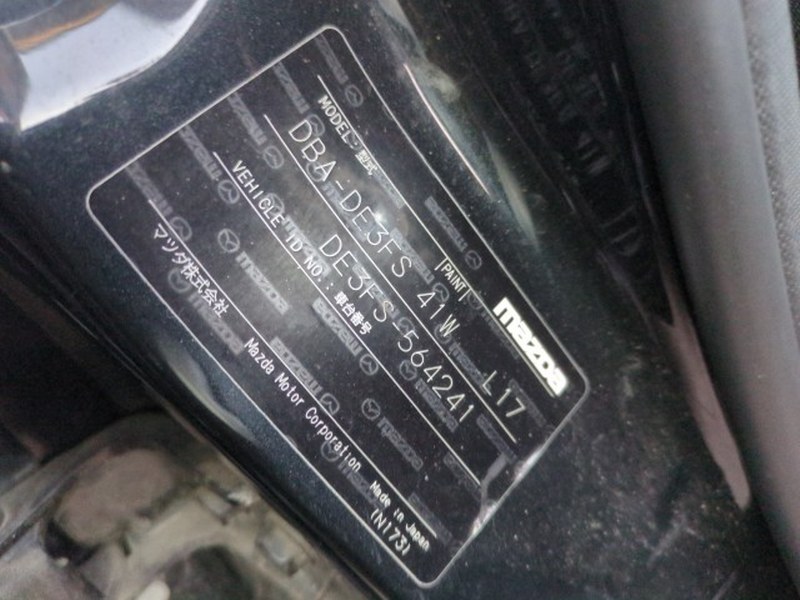 mazda
MODEL:型式 PAINT
DBA-DE3FS 41W L17
VEHICLE ID NO.:車台番号
DE3FS-564241
マツダ株式会社 Mazda Motor Corporation Made in Japan
(N173)